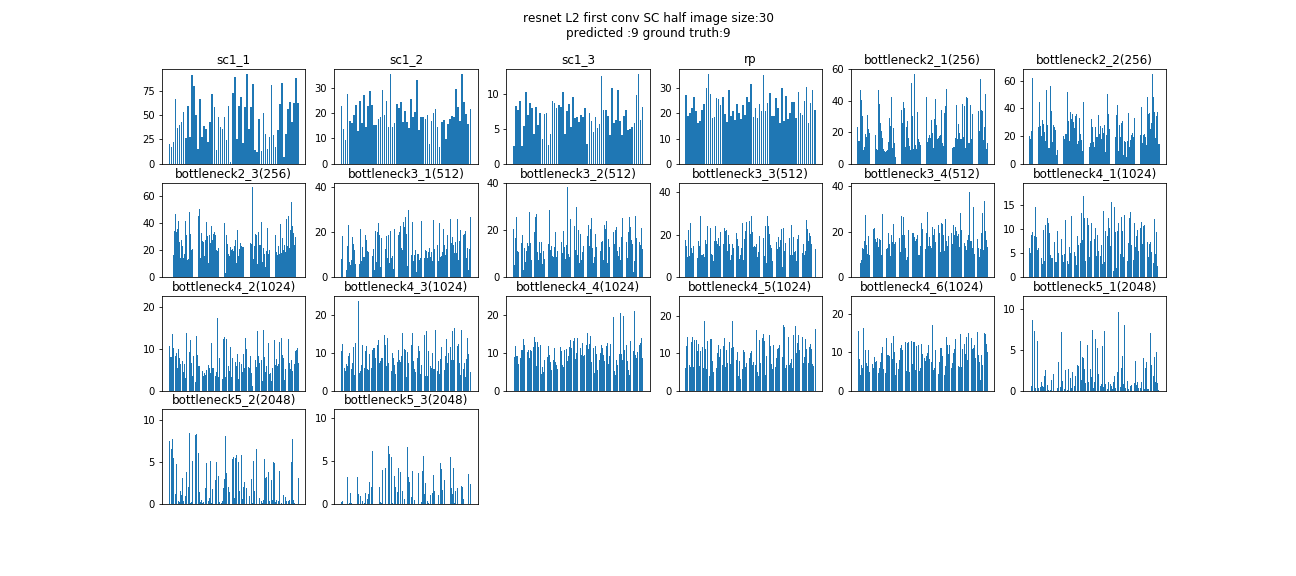 resnet L2 first conv SC half image size:30
predicted :9 ground truth:9
sc1_1 sc1_2 sc1_3 rp bottleneck2_1(256) bottleneck2_2(256)
75 50 25 0
30 20 10 0
10 5 0
30 20 10 0
60 40 20 0
60 40 20 0
bottleneck2_3(256) bottleneck3_1(512) bottleneck3_2(512) bottleneck3_3(512) bottleneck3_4(512) bottleneck4_1(1024)
60 40 20 0
40 20 0
40 20 0
40 20 0
40 20 0
15 10 5 0
bottleneck4_2(1024) bottleneck4_3(1024) bottleneck4_4(1024) bottleneck4_5(1024) bottleneck4_6(1024) bottleneck5_1(2048)
20 10 0
20 10 0
20 10 0
20 10 0
20 10 0
10 5 0
bottleneck5_2(2048) bottleneck5_3(2048)
10 5 0
10 5 0